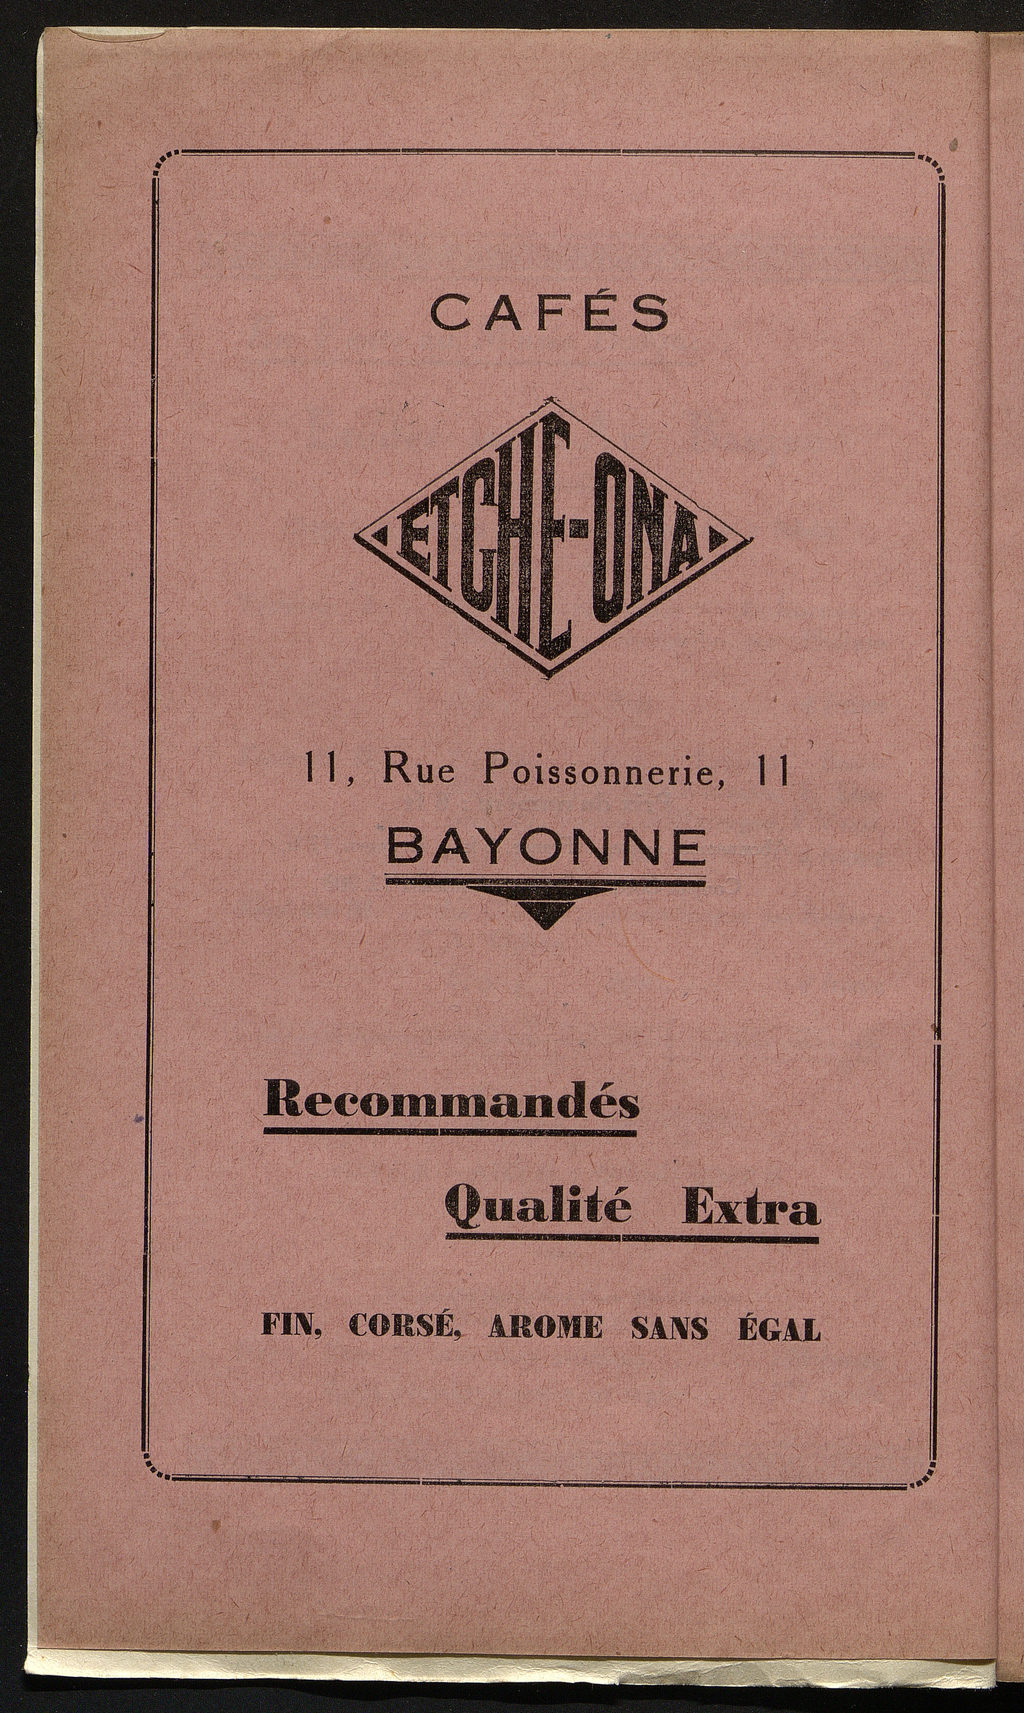 CAFÉS
ETCHE-ONA
11, Rue Poissonnerie, 11
BAYONNE
Recommandés
Qualité Extra
FIN, CORSÉ, AROME SANS ÉGAL